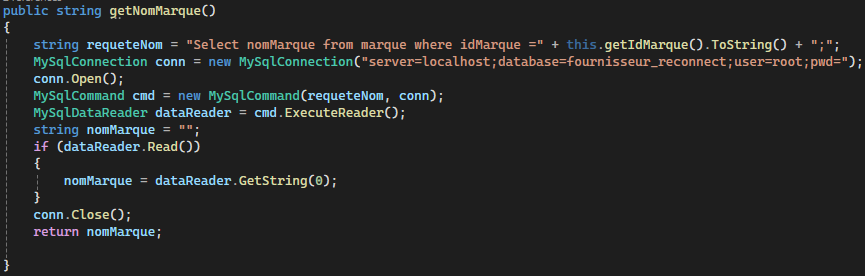 public string getNomMarque()
{
string requeteNom = "Select nomMarque from marque where idMarque =" + this.getIdMarque().ToString() + ";";
MySqlConnection conn = new MySqlConnection("server=localhost;database=fournisseur_reconnect;user=root;pwd=");
conn.Open();
MySqlCommand cmd = new MySqlCommand(requeteNom, conn);
MySqlDataReader dataReader = cmd.ExecuteReader();
string nomMarque = "";
if (dataReader.Read())
{
nomMarque = dataReader.GetString(0);
}
conn.Close();
return nomMarque;
}